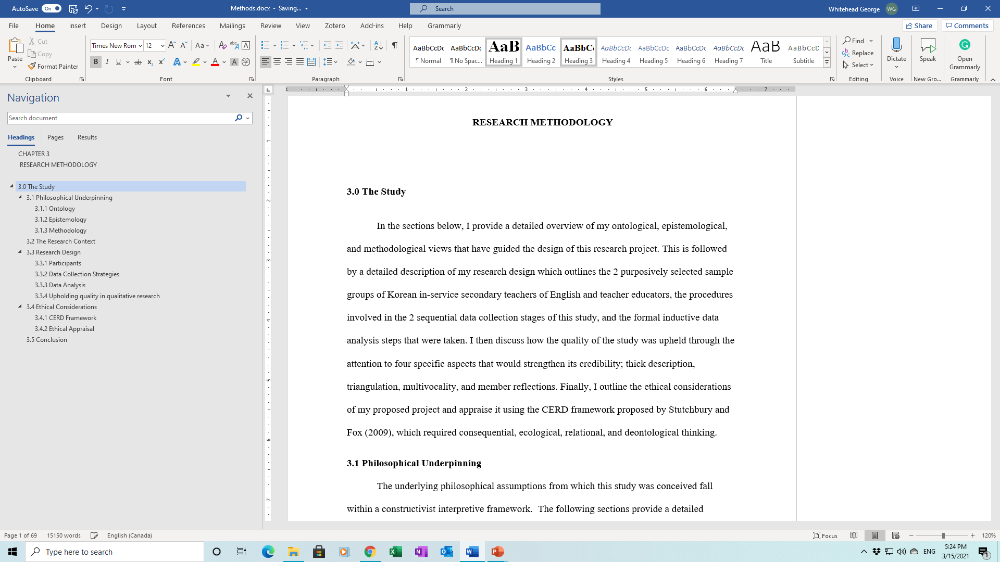 AutoSave On Methods.docx - Saving... Search Whitehead George WG
File Home Insert Design Layout References Mailings Review View Zotero Add-ins Help Grammarly Share Comments
Paste Cut Copy Format Painter
Times New Rom 12
AaBbCcDc AaBbCcDc AaB AaBbCc AaBbC AaBbCcDc AaBbCcDc AaBbCcDc AaBbCcDc AaB AaBbCcD
¶ Normal ¶ No Spac... Heading 1 Heading 2 Heading 3 Heading 4 Heading 5 Heading 6 Heading 7 Title Subtitle
Find Replace Select
Dictate Speak Open Grammarly
Clipboard Font Paragraph Styles Editing Voice New Gro... Grammarly
Navigation
Search document
Headings Pages Results
CHAPTER 3
RESEARCH METHODOLOGY
3.0 The Study
3.1 Philosophical Underpinning
3.1.1 Ontology
3.1.2 Epistemology
3.1.3 Methodology
3.2 The Research Context
3.3 Research Design
3.3.1 Participants
3.3.2 Data Collection Strategies
3.3.3 Data Analysis
3.3.4 Upholding quality in qualitative research
3.4 Ethical Considerations
3.4.1 CERD Framework
3.4.2 Ethical Appraisal
3.5 Conclusion
1 1 2 3 4 5 6 7
1
2
3
4
5
6
7
RESEARCH METHODOLOGY
3.0 The Study
In the sections below, I provide a detailed overview of my ontological, epistemological,
and methodological views that have guided the design of this research project. This is followed
by a detailed description of my research design which outlines the 2 purposively selected sample
groups of Korean in-service secondary teachers of English and teacher educators, the procedures
involved in the 2 sequential data collection stages of this study, and the formal inductive data
analysis steps that were taken. I then discuss how the quality of the study was upheld through the
attention to four specific aspects that would strengthen its credibility; thick description,
triangulation, multivocality, and member reflections. Finally, I outline the ethical considerations
of my proposed project and appraise it using the CERD framework proposed by Stutchbury and
Fox (2009), which required consequential, ecological, relational, and deontological thinking.
3.1 Philosophical Underpinning
The underlying philosophical assumptions from which this study was conceived fall
within a constructivist interpretive framework.  The following sections provide a detailed
Page 1 of 69 15150 words English (Canada) Focus 120%
Type here to search ENG 5:24 PM
3/15/2021 1